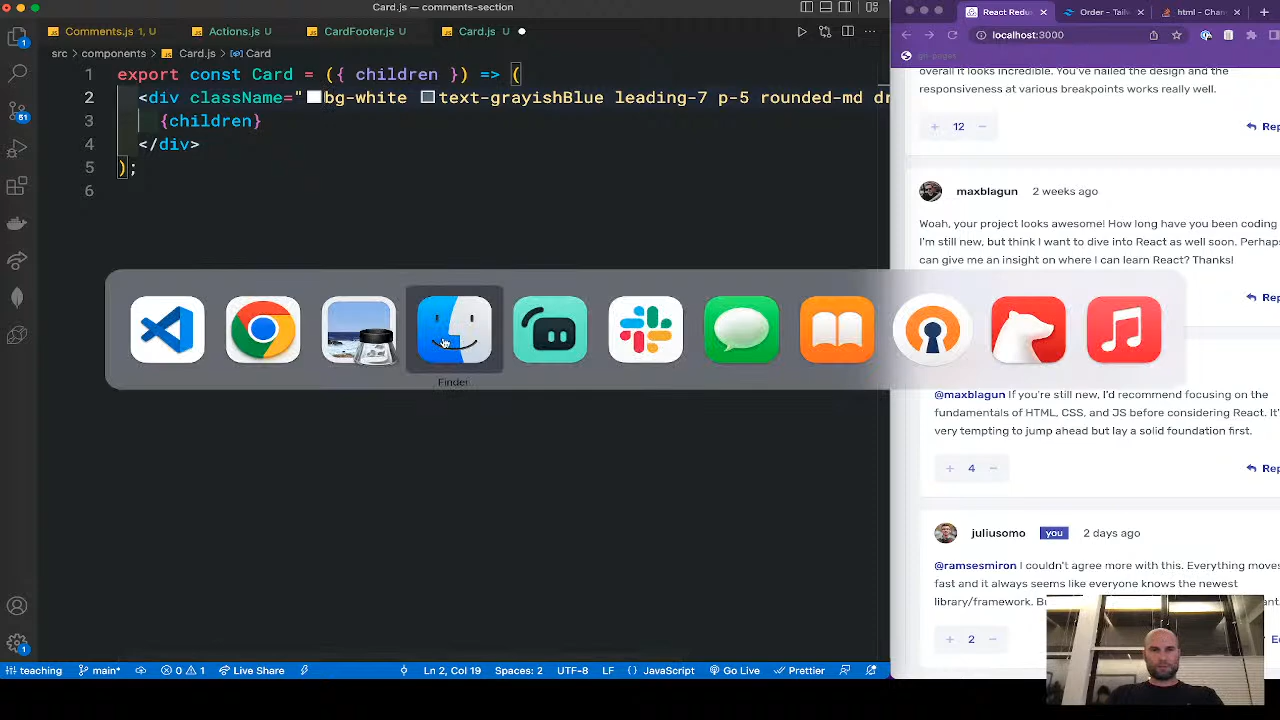 Card.js — comments-section
Comments.js 1, U
Actions.js U
CardFooter.js U
Card.js U
src > components > Card.js > Card
1 export const Card = ({ children }) => (
2 <div className="bg-white text-grayishBlue leading-7 p-5 rounded-md dr
3 {children}
4 </div>
5 );
6
1
51
1
Finder
teaching main* 0 1 Live Share Ln 2, Col 19 Spaces: 2 UTF-8 LF JavaScript Go Live Prettier
React Redu
Order - Tailw
html - Chan
localhost:3000
gh-pages
overall it looks incredible. You've nailed the design and the
responsiveness at various breakpoints works really well.
+ 12 −
Rep
maxblagun 2 weeks ago
Woah, your project looks awesome! How long have you been coding
I'm still new, but think I want to dive into React as well soon. Perhap
can give me an insight on where I can learn React? Thanks!
Rep
@maxblagun If you're still new, I'd recommend focusing on the
fundamentals of HTML, CSS, and JS before considering React. It'
very tempting to jump ahead but lay a solid foundation first.
+ 4 −
Rep
juliusomo you 2 days ago
@ramsesmiron I couldn't agree more with this. Everything moves
fast and it always seems like everyone knows the newest
library/framework.
+ 2 −